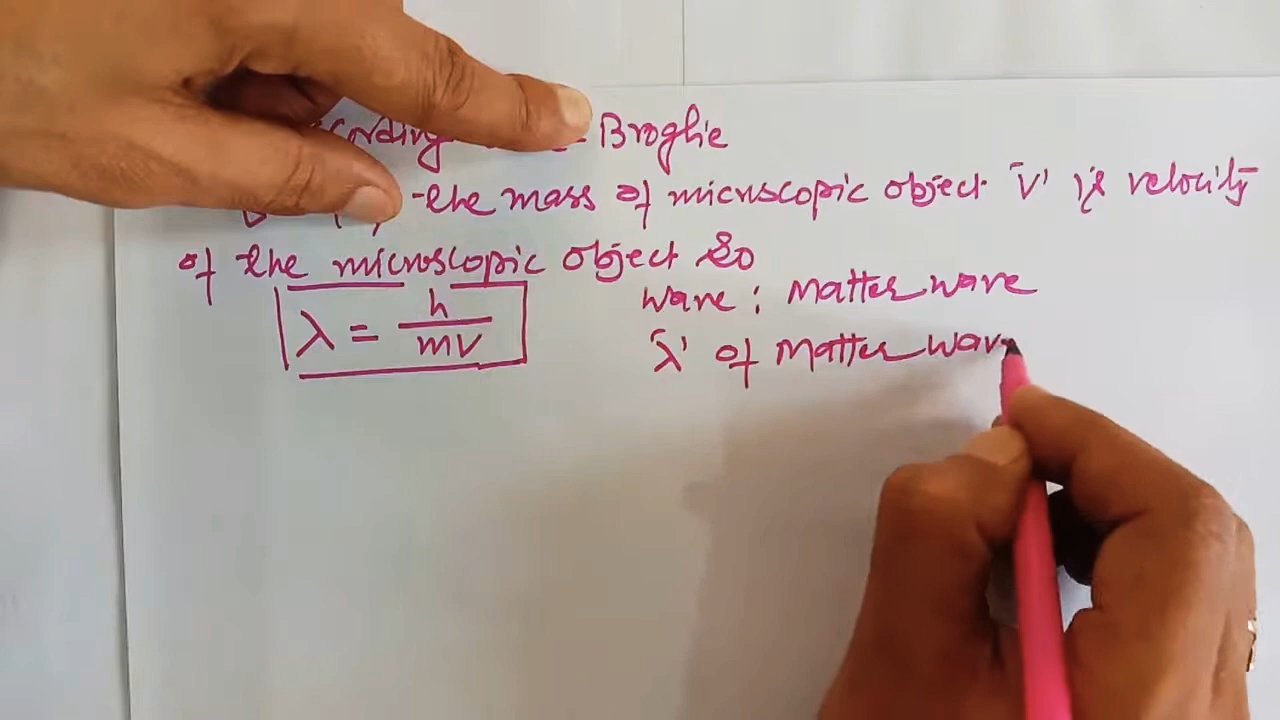 Broglie
the mass of microscopic object 'V' is velocity
of the microscopic object so
λ = h/mv
wave : Matter wave
'λ' of Matter wave